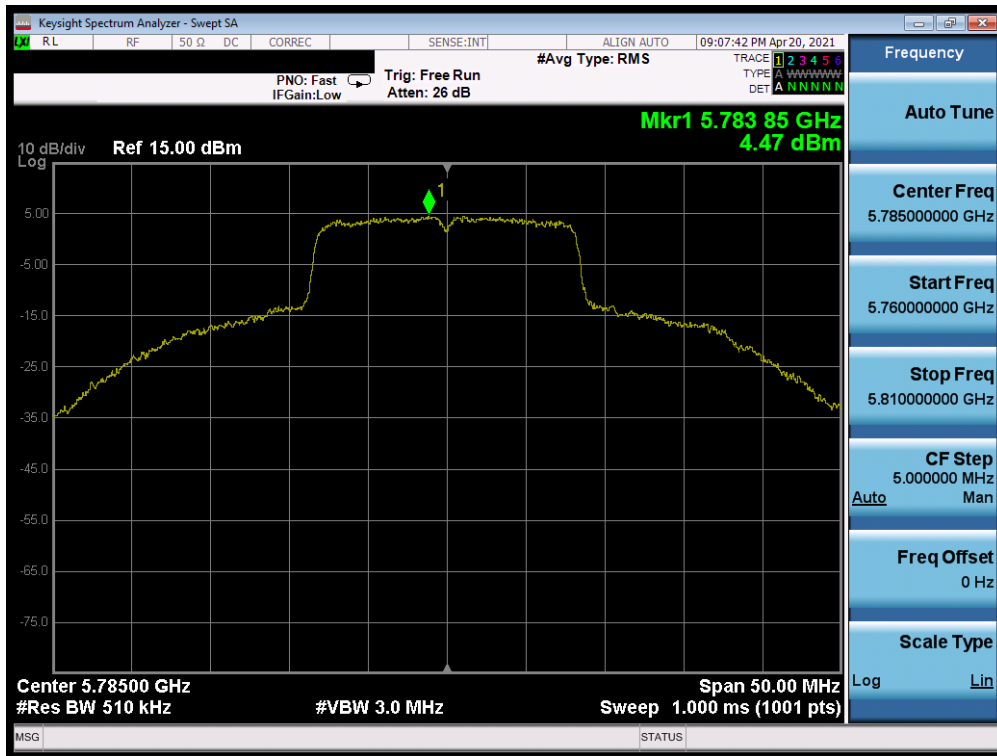 Keysight Spectrum Analyzer - Swept SA
LXI RL RF 50 Ω DC CORREC SENSE:INT ALIGN AUTO 09:07:42 PM Apr 20, 2021
#Avg Type: RMS
TRACE 1 2 3 4 5 6
TYPE A WWWWW
DET A N N N N N
PNO: Fast
IFGain:Low
Trig: Free Run
Atten: 26 dB
Mkr1 5.783 85 GHz
4.47 dBm
10 dB/div
Log
Ref 15.00 dBm
1
5.00
-5.00
-15.0
-25.0
-35.0
-45.0
-55.0
-65.0
-75.0
Center 5.78500 GHz
Span 50.00 MHz
#Res BW 510 kHz
#VBW 3.0 MHz
Sweep 1.000 ms (1001 pts)
MSG
STATUS
Frequency
Auto Tune
Center Freq
5.785000000 GHz
Start Freq
5.760000000 GHz
Stop Freq
5.810000000 GHz
CF Step
5.000000 MHz
Auto Man
Freq Offset
0 Hz
Scale Type
Log Lin